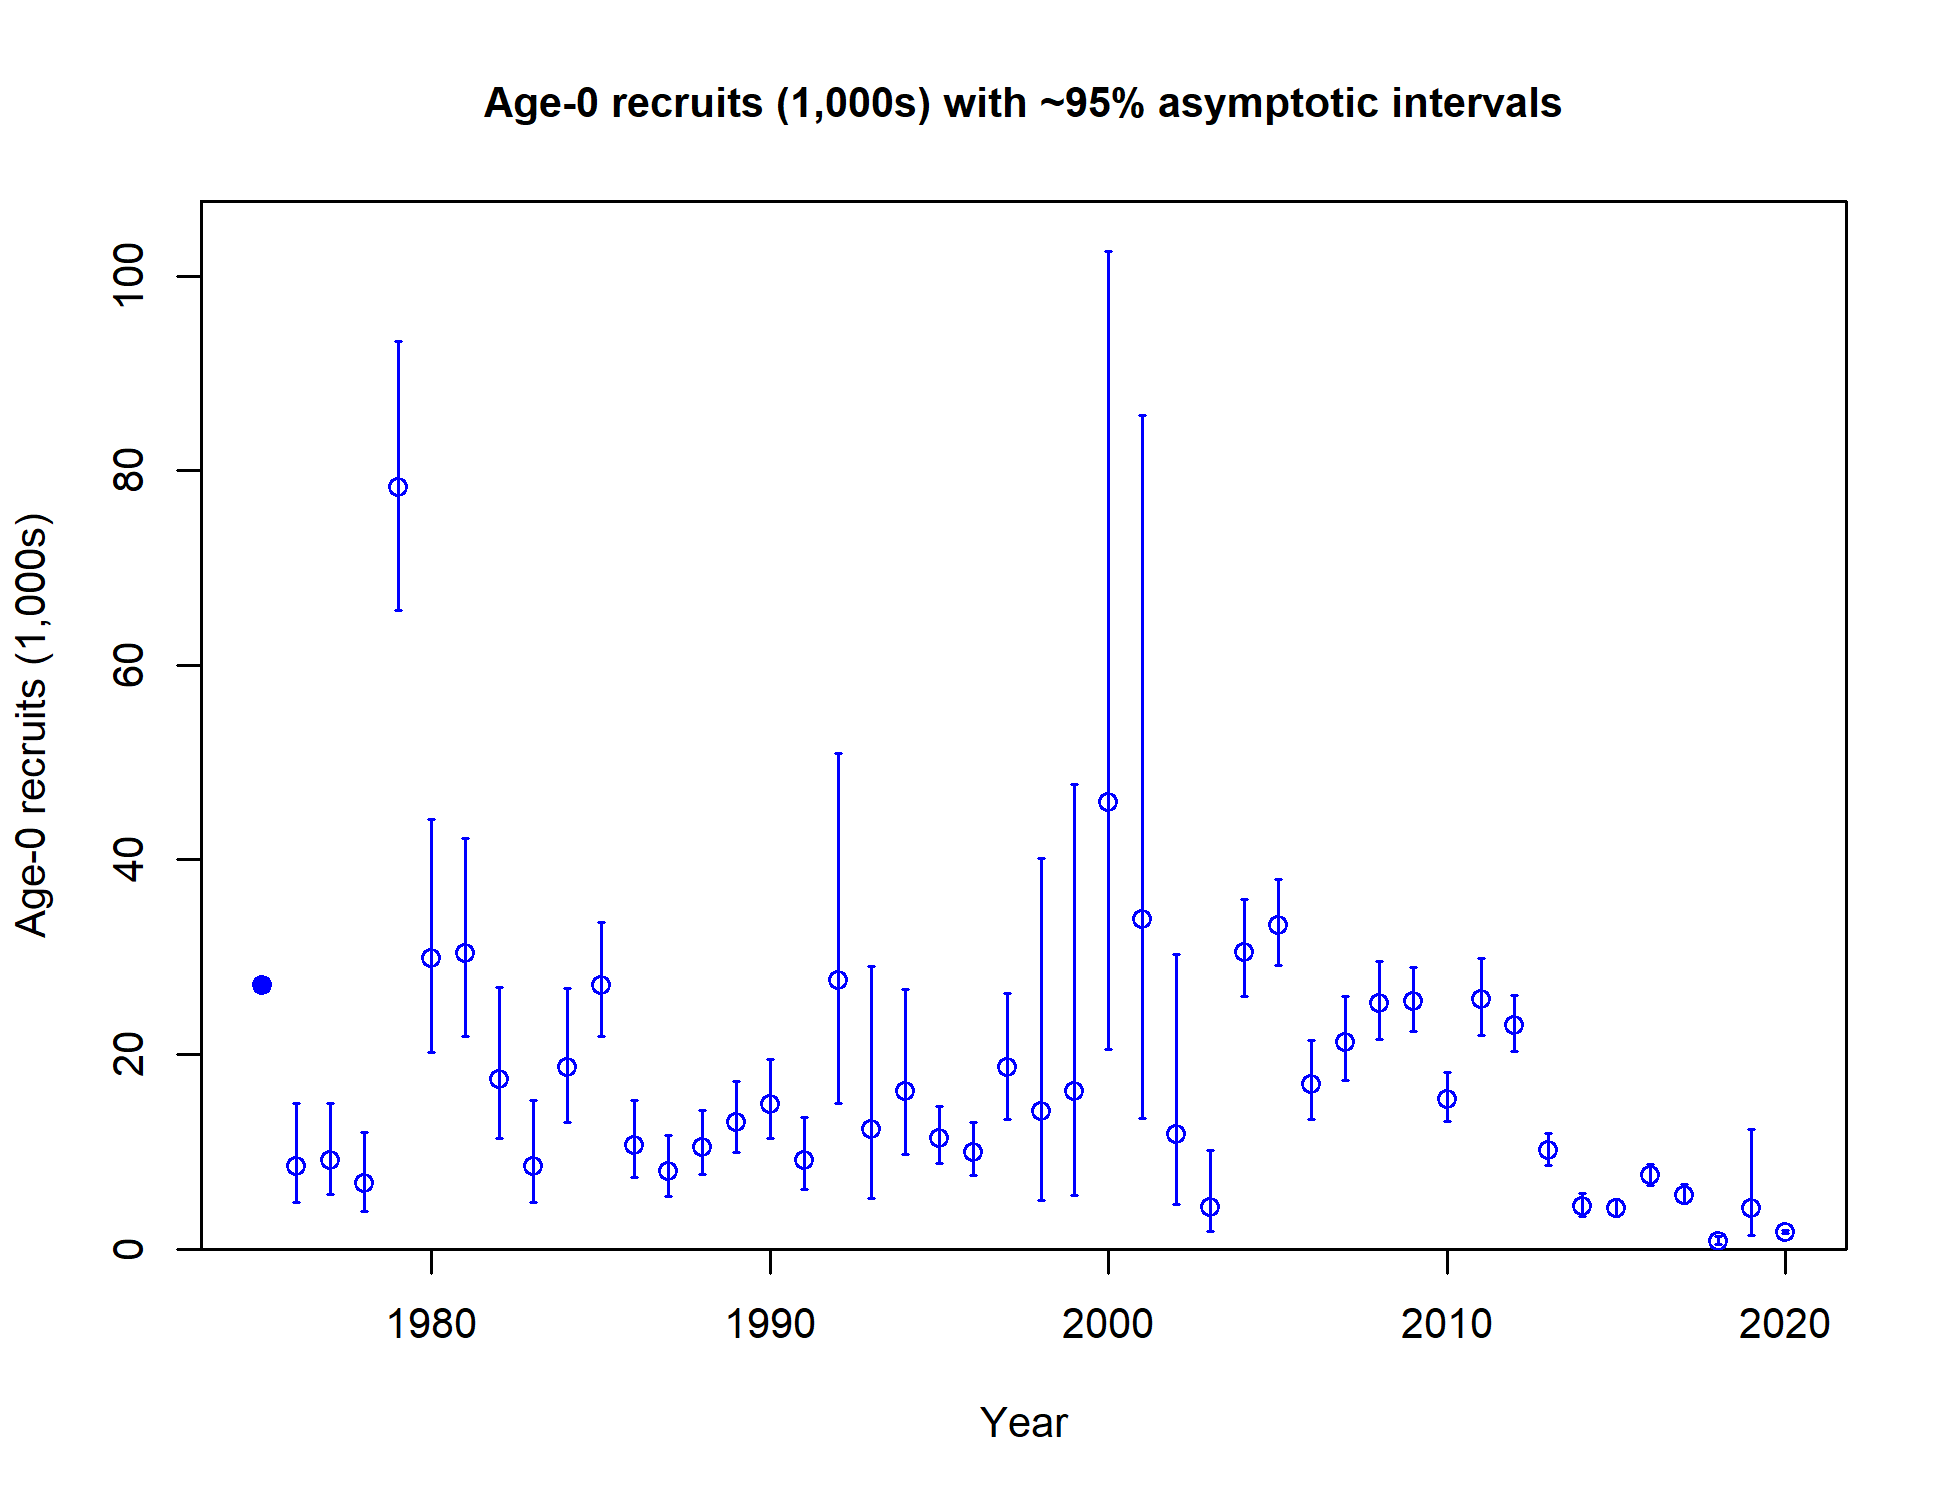 Age-0 recruits (1,000s) with ~95% asymptotic intervals
Age-0 recruits (1,000s)
100
80
60
40
20
0
1980 1990 2000 2010 2020
Year